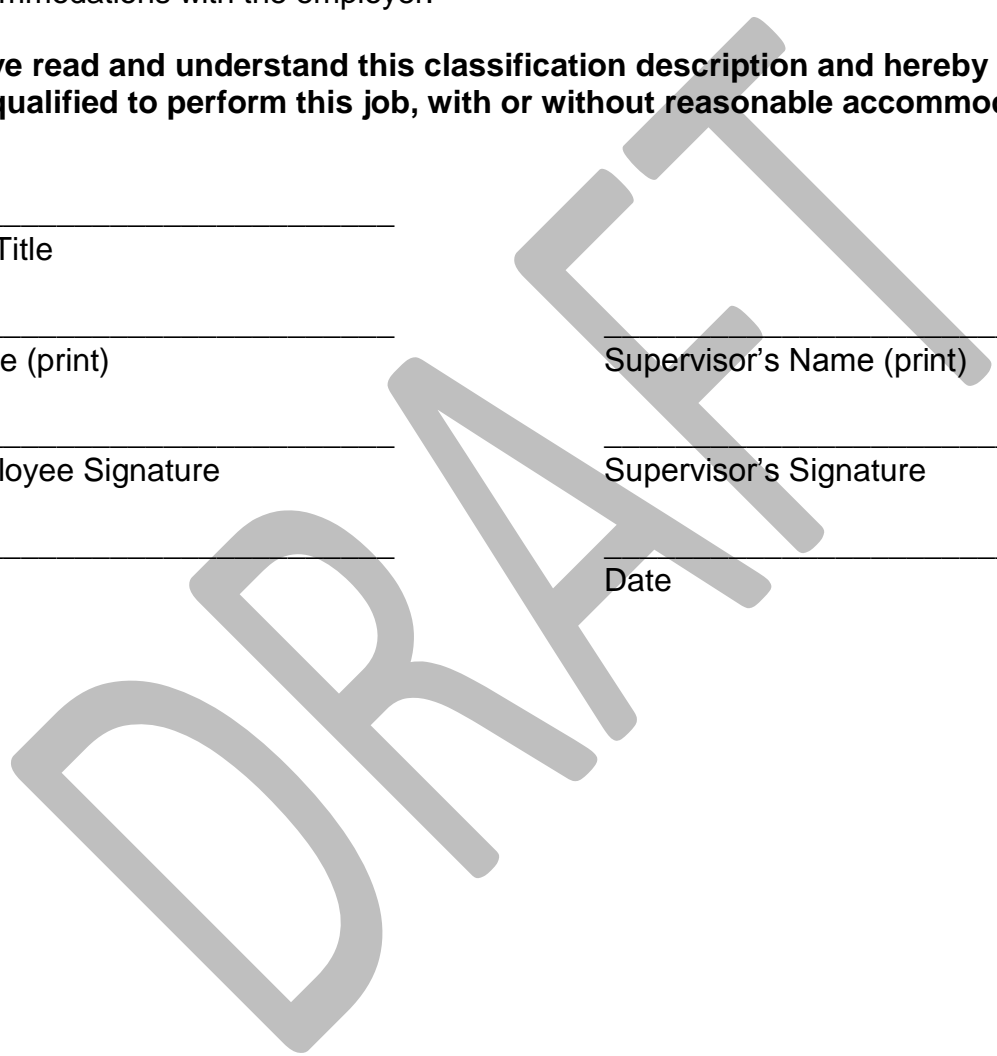 mmodations with the employer.
ve read and understand this classification description and hereby
qualified to perform this job, with or without reasonable accommod
Title
e (print) Supervisor’s Name (print)
loyee Signature Supervisor’s Signature
Date
DRAFT